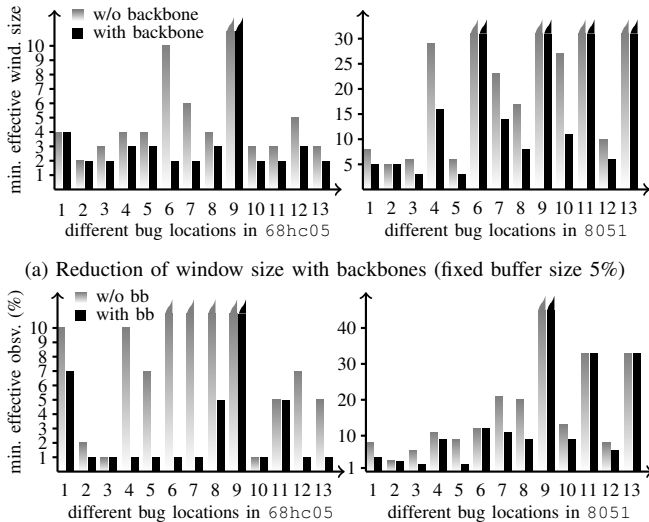 min. effective wind. size
w/o backbone
with backbone
10
9
8
7
6
5
4
3
2
1
1 2 3 4 5 6 7 8 9 10 11 12 13
different bug locations in 68hc05
30
25
20
15
10
5
1 2 3 4 5 6 7 8 9 10 11 12 13
different bug locations in 8051
(a) Reduction of window size with backbones (fixed buffer size 5%)
min. effective obsv. (%)
w/o bb
with bb
10
9
8
7
6
5
4
3
2
1
1 2 3 4 5 6 7 8 9 10 11 12 13
different bug locations in 68hc05
40
30
20
10
1
1 2 3 4 5 6 7 8 9 10 11 12 13
different bug locations in 8051